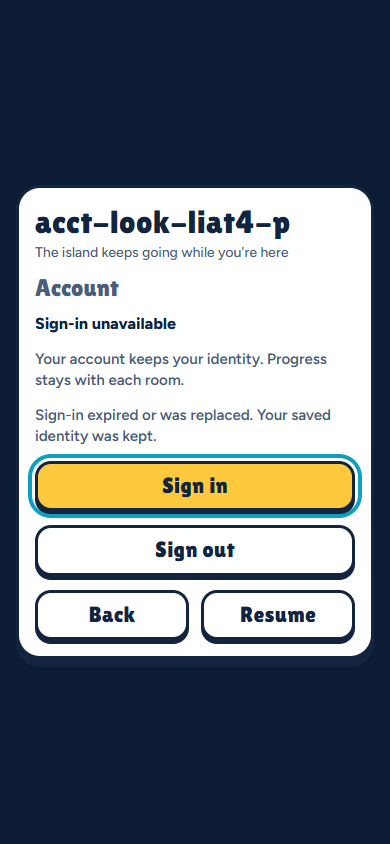 acct-look-liat4-p
The island keeps going while you're here
Account
Sign-in unavailable
Your account keeps your identity. Progress
stays with each room.
Sign-in expired or was replaced. Your saved
identity was kept.
Sign in
Sign out
Back
Resume